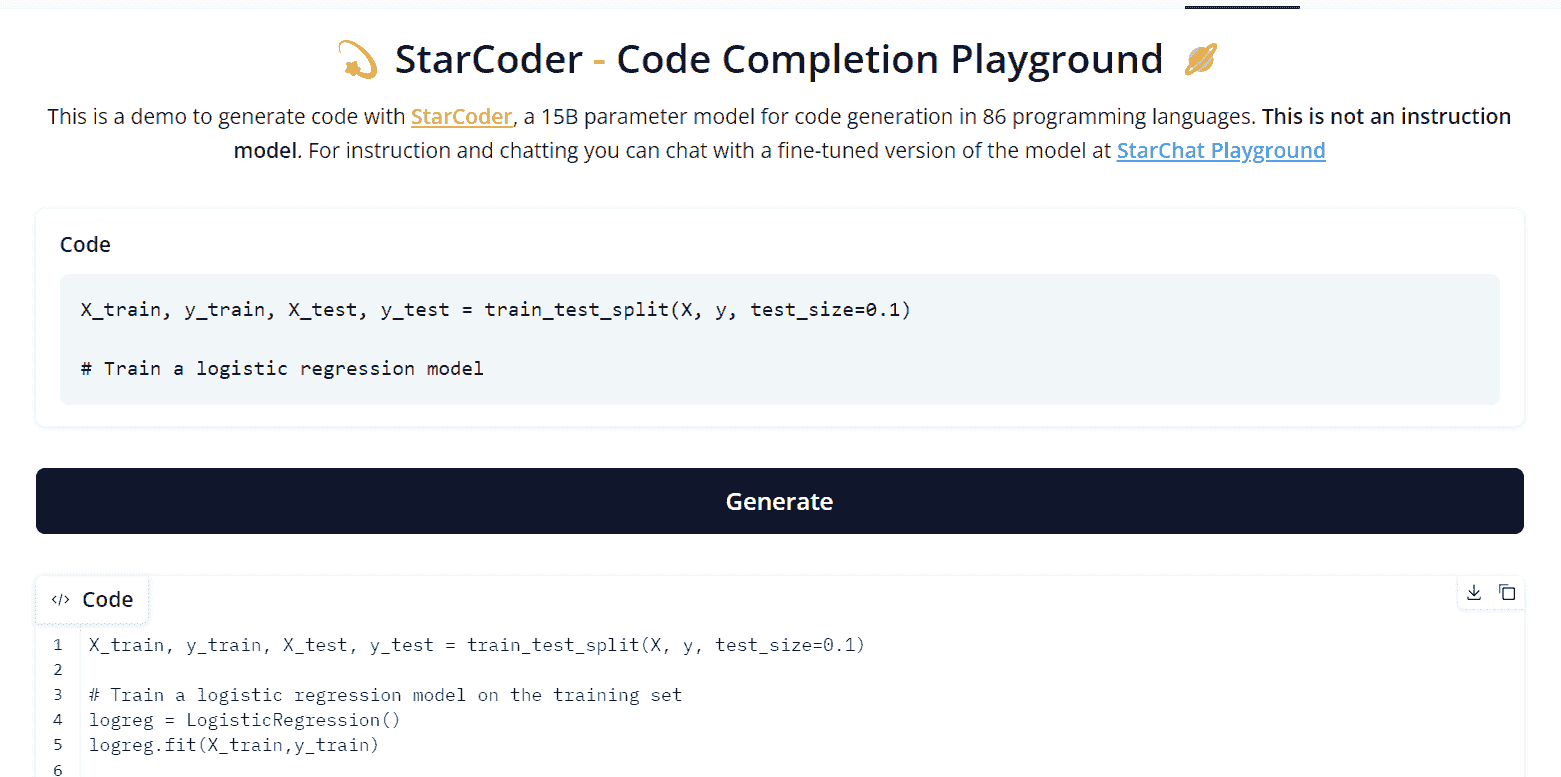 StarCoder - Code Completion Playground
This is a demo to generate code with StarCoder, a 15B parameter model for code generation in 86 programming languages. This is not an instruction
model. For instruction and chatting you can chat with a fine-tuned version of the model at StarChat Playground
Code
X_train, y_train, X_test, y_test = train_test_split(X, y, test_size=0.1)
# Train a logistic regression model
Generate
</> Code
1 X_train, y_train, X_test, y_test = train_test_split(X, y, test_size=0.1)
2
3 # Train a logistic regression model on the training set
4 logreg = LogisticRegression()
5 logreg.fit(X_train,y_train)
6